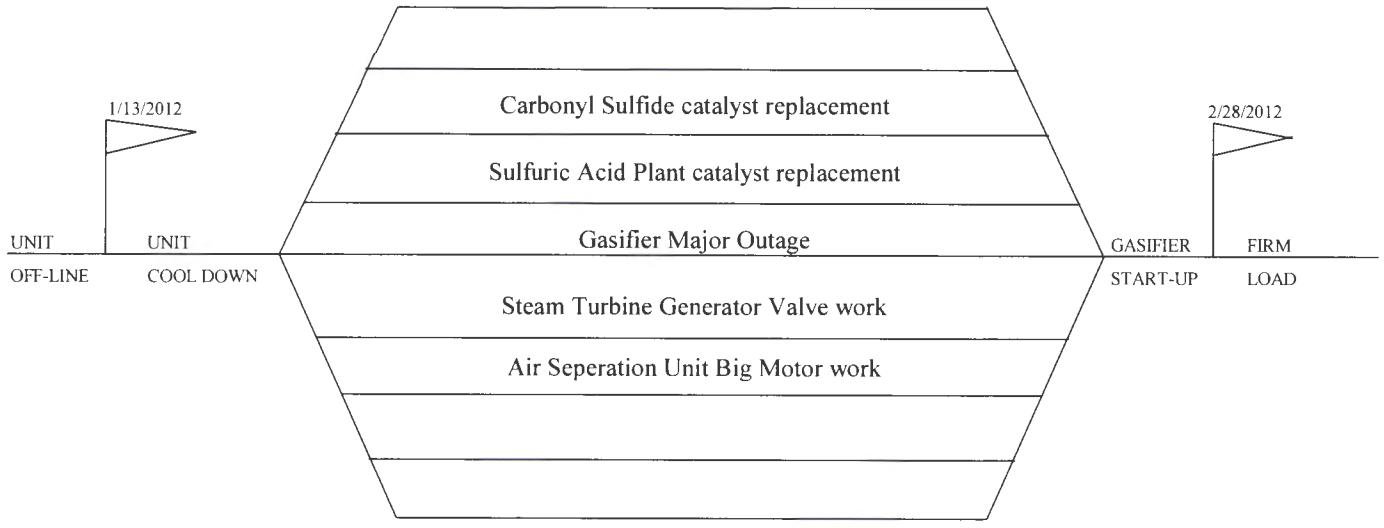 1/13/2012
2/28/2012
Carbonyl Sulfide catalyst replacement
Sulfuric Acid Plant catalyst replacement
Gasifier Major Outage
Steam Turbine Generator Valve work
Air Seperation Unit Big Motor work
UNIT
OFF-LINE
UNIT
COOL DOWN
GASIFIER
START-UP
FIRM
LOAD